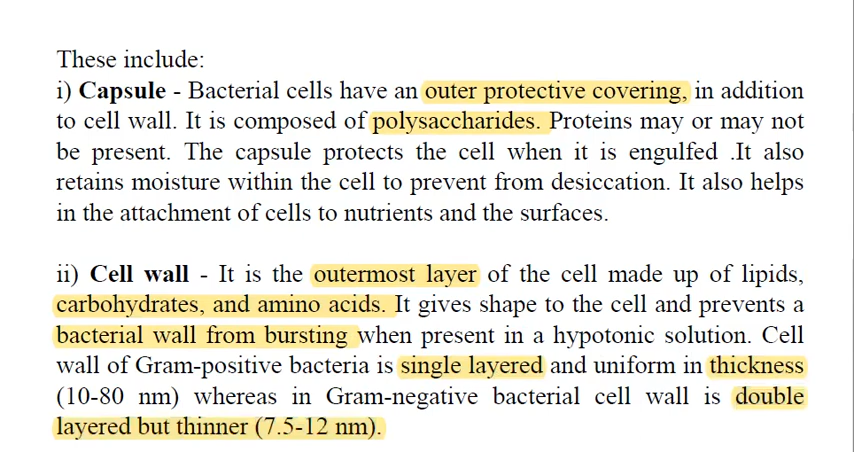 These include:
i) Capsule - Bacterial cells have an outer protective covering, in addition
to cell wall. It is composed of polysaccharides. Proteins may or may not
be present. The capsule protects the cell when it is engulfed .It also
retains moisture within the cell to prevent from desiccation. It also helps
in the attachment of cells to nutrients and the surfaces.
ii) Cell wall - It is the outermost layer of the cell made up of lipids,
carbohydrates, and amino acids. It gives shape to the cell and prevents a
bacterial wall from bursting when present in a hypotonic solution. Cell
wall of Gram-positive bacteria is single layered and uniform in thickness
(10-80 nm) whereas in Gram-negative bacterial cell wall is double
layered but thinner (7.5-12 nm).